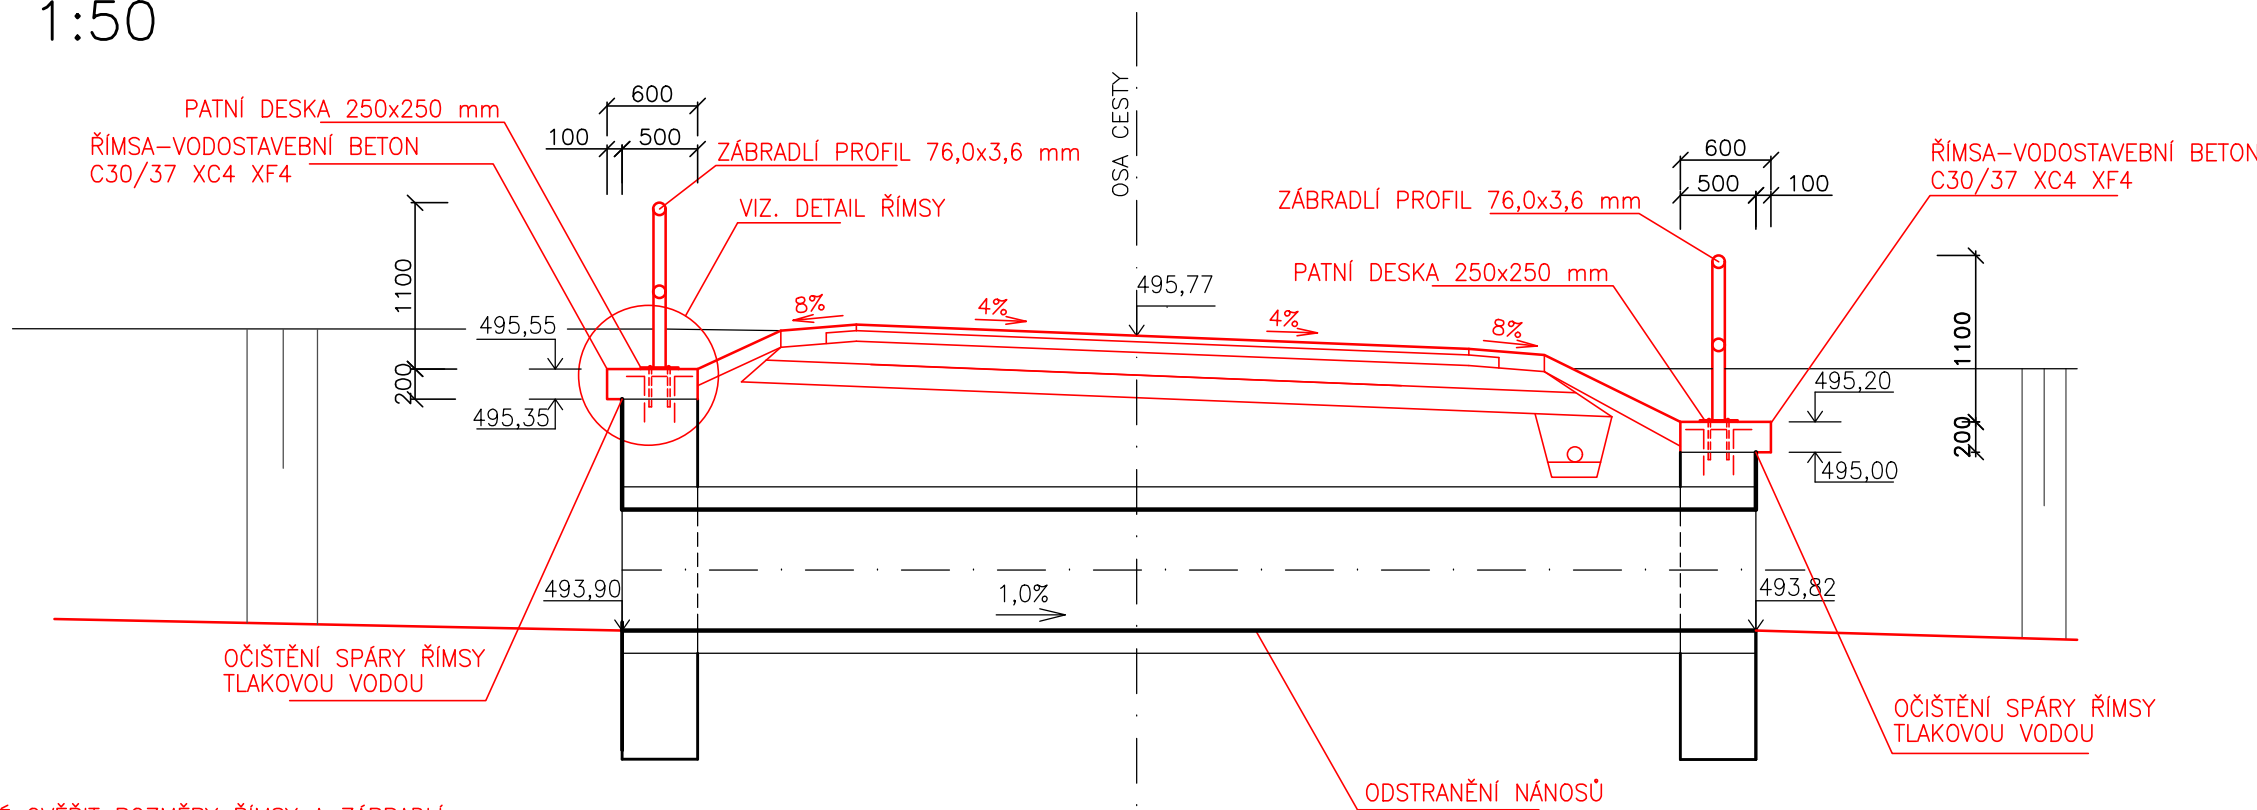 1:50
PATNÍ DESKA 250x250 mm
ŘÍMSA-VODOSTAVEBNÍ BETON
C30/37 XC4 XF4
600
100
500
ZÁBRADLÍ PROFIL 76,0x3,6 mm
VIZ. DETAIL ŘÍMSY
1100
200
495,55
495,35
8%
4%
OSA CESTY
495,77
4%
8%
ZÁBRADLÍ PROFIL 76,0x3,6 mm
PATNÍ DESKA 250x250 mm
600
500
100
ŘÍMSA-VODOSTAVEBNÍ BETON
C30/37 XC4 XF4
1100
200
495,20
495,00
493,90
1,0%
493,82
OČIŠTĚNÍ SPÁRY ŘÍMSY
TLAKOVOU VODOU
OČIŠTĚNÍ SPÁRY ŘÍMSY
TLAKOVOU VODOU
ODSTRANĚNÍ NÁNOSŮ